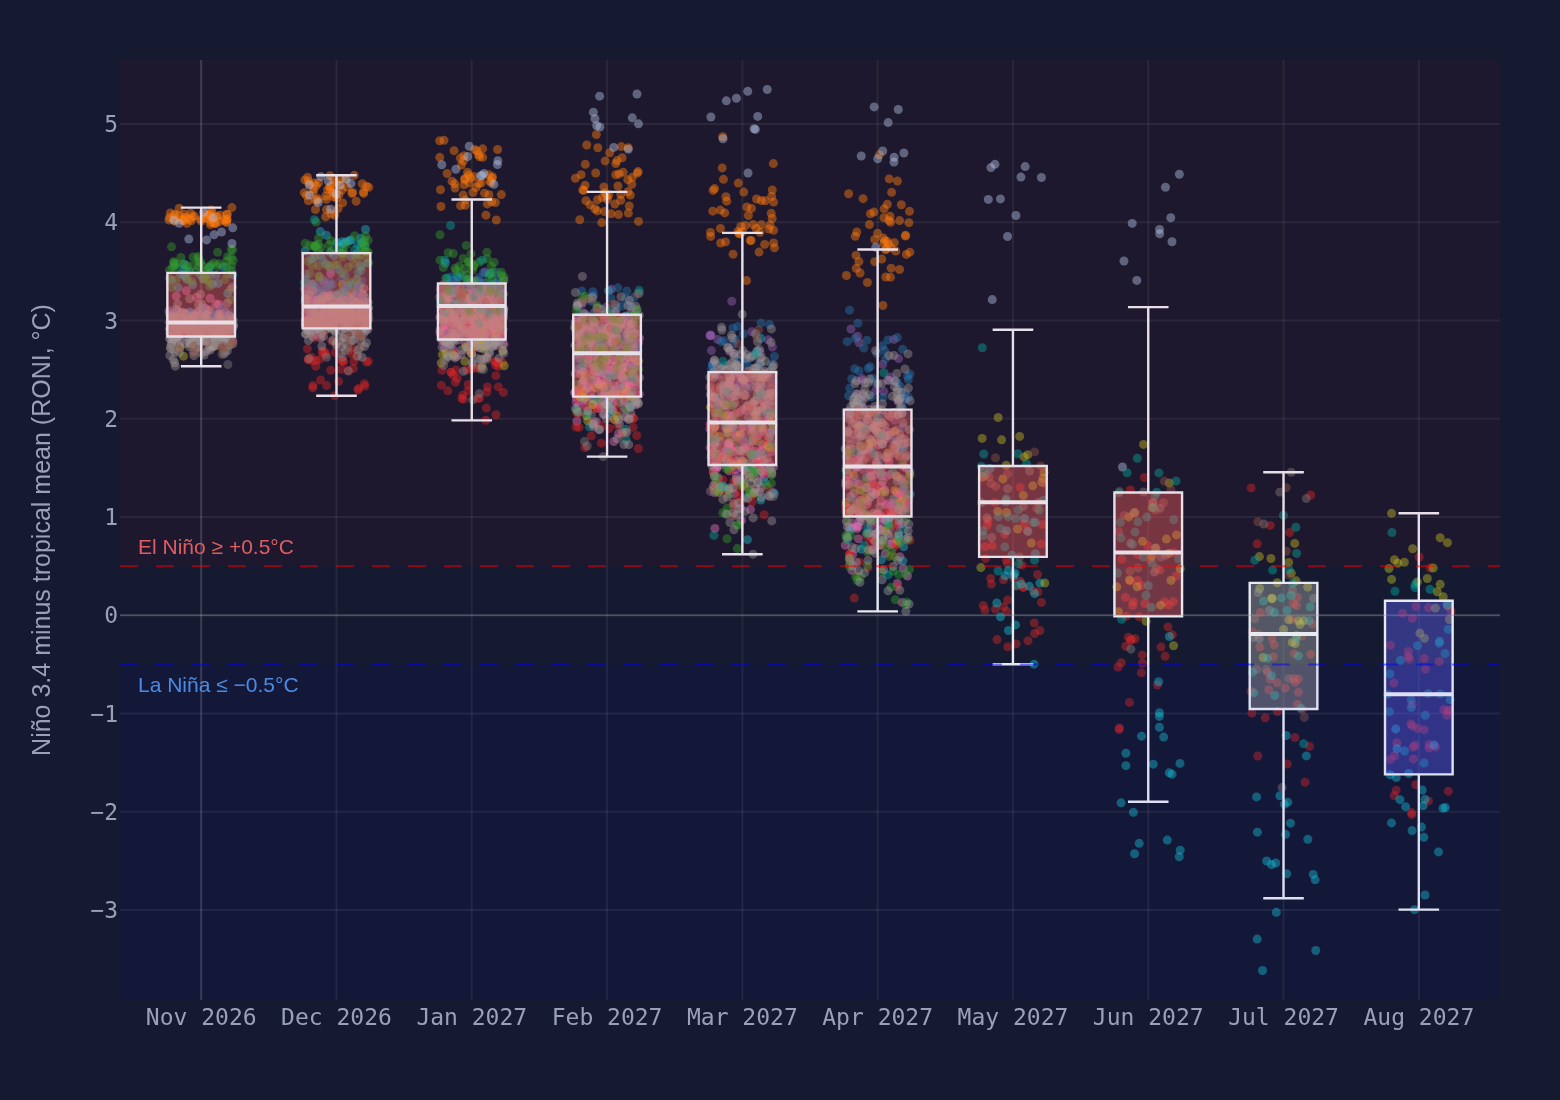 Niño 3.4 minus tropical mean (RONI, °C)
5
4
3
2
1
0
−1
−2
−3
El Niño ≥ +0.5°C
La Niña ≤ −0.5°C
Nov 2026 Dec 2026 Jan 2027 Feb 2027 Mar 2027 Apr 2027 May 2027 Jun 2027 Jul 2027 Aug 2027